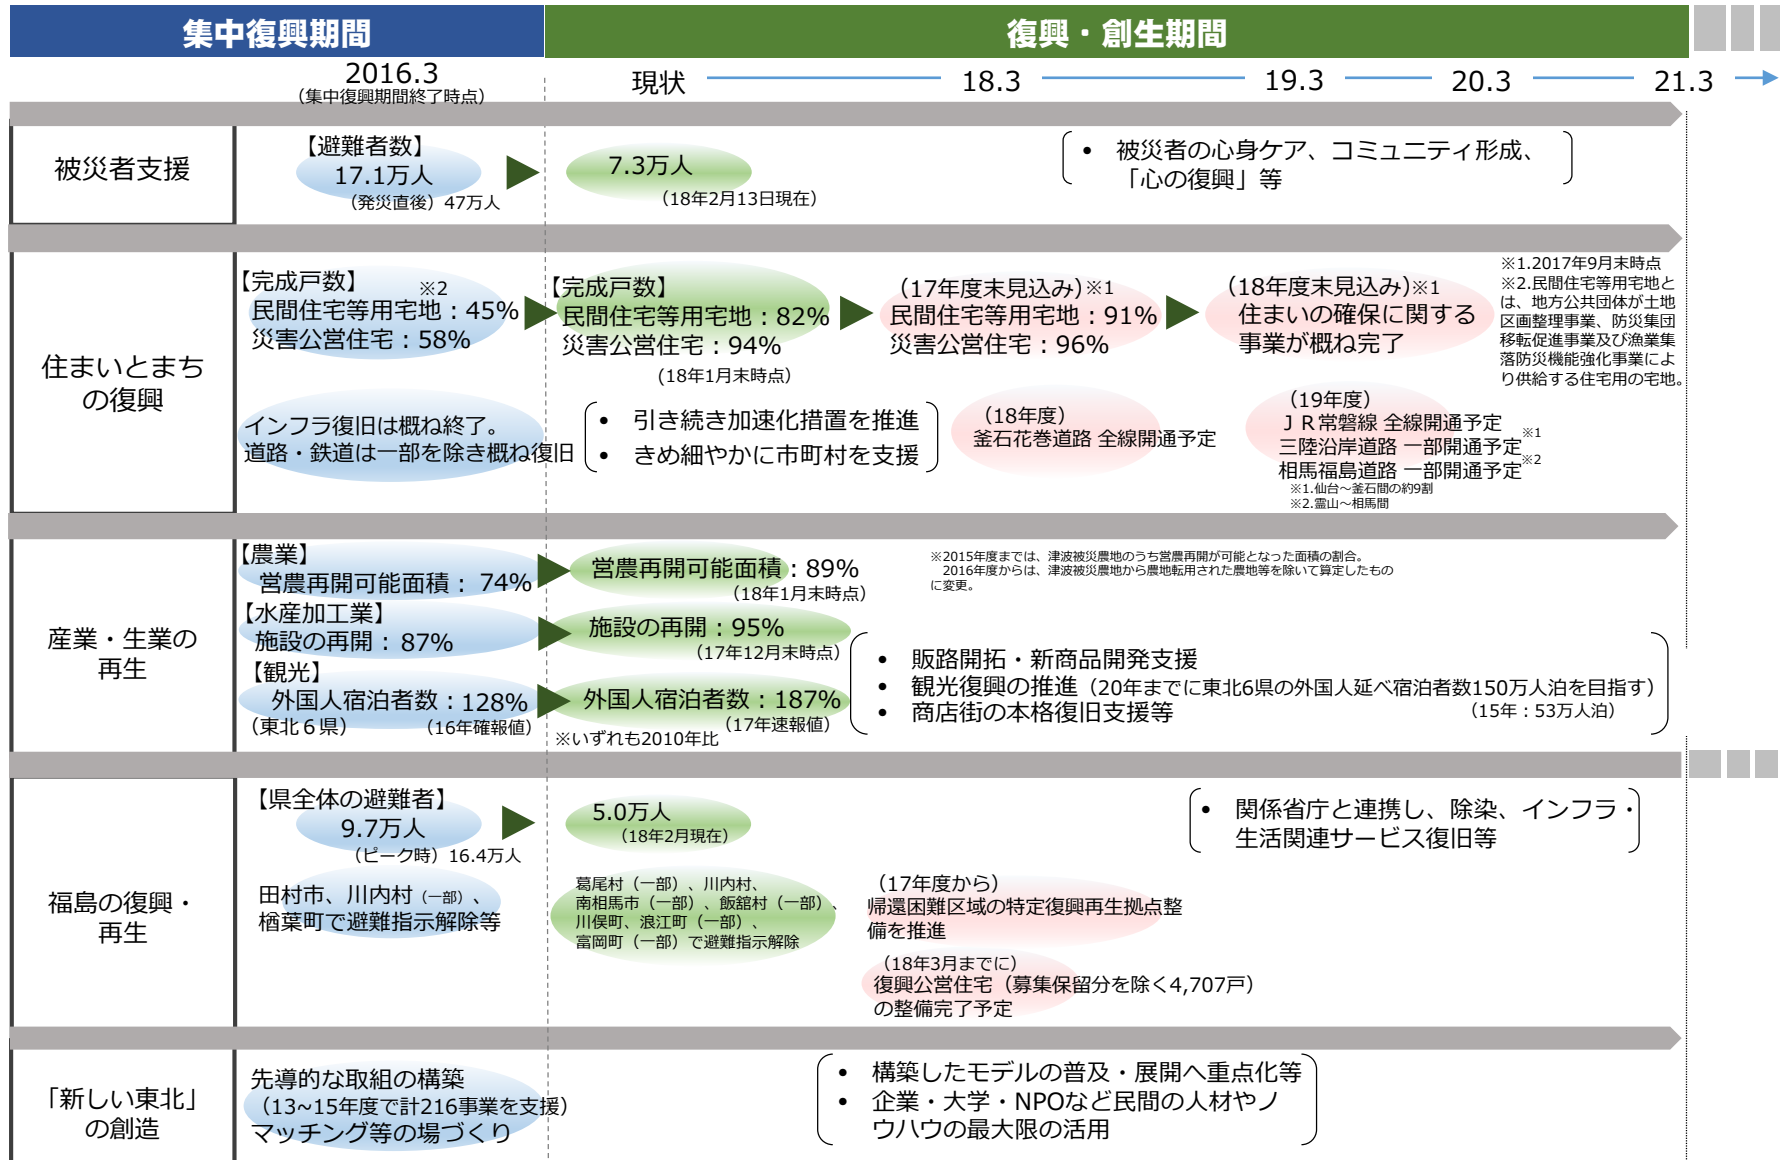 集中復興期間
復興・創生期間
2016.3
（集中復興期間終了時点）
現状
18.3
19.3
20.3
21.3
被災者支援
【避難者数】
17.1万人
（発災直後）47万人
7.3万人
（18年2月13日現在）
• 被災者の心身ケア、コミュニティ形成、
「心の復興」等
住まいとまち
の復興
【完成戸数】
※2
民間住宅等用宅地：45%
災害公営住宅：58%
【完成戸数】
民間住宅等用宅地：82%
災害公営住宅：94%
（18年1月末時点）
（17年度末見込み）※1
民間住宅等用宅地：91%
災害公営住宅：96%
（18年度末見込み）※1
住まいの確保に関する
事業が概ね完了
※1.2017年9月末時点
※2.民間住宅等用宅地と
は、地方公共団体が土地
区画整理事業、防災集団
移転促進事業及び漁業集
落防災機能強化事業によ
り供給する住宅用の宅地。
インフラ復旧は概ね終了。
道路・鉄道は一部を除き概ね復旧
• 引き続き加速化措置を推進
• きめ細やかに市町村を支援
（18年度）
釜石花巻道路 全線開通予定
（19年度）
ＪＲ常磐線 全線開通予定
三陸沿岸道路 一部開通予定※1
相馬福島道路 一部開通予定※2
※1.仙台～釜石間の約9割
※2.霊山～相馬間
産業・生業の
再生
【農業】
営農再開可能面積：74%
営農再開可能面積：89%
（18年1月末時点）
※2015年度までは、津波被災農地のうち営農再開が可能となった面積の割合。
2016年度からは、津波被災農地から農地転用された農地等を除いて算定したもの
に変更。
【水産加工業】
施設の再開：87%
施設の再開：95%
（17年12月末時点）
【観光】
外国人宿泊者数：128%
（東北６県）
（16年確報値）
外国人宿泊者数：187%
（17年速報値）
※いずれも2010年比
• 販路開拓・新商品開発支援
• 観光復興の推進（20年までに東北6県の外国人延べ宿泊者数150万人泊を目指す）
• 商店街の本格復旧支援等
（15年：53万人泊）
福島の復興・
再生
【県全体の避難者】
9.7万人
（ピーク時）16.4万人
5.0万人
（18年2月現在）
• 関係省庁と連携し、除染、インフラ・
生活関連サービス復旧等
田村市、川内村（一部）、
楢葉町で避難指示解除等
葛尾村（一部）、川内村、
南相馬市（一部）、飯舘村（一部）、
川俣町、浪江町（一部）、
富岡町（一部）で避難指示解除
（17年度から）
帰還困難区域の特定復興再生拠点整
備を推進
（18年3月までに）
復興公営住宅（募集保留分を除く4,707戸）
の整備完了予定
「新しい東北」
の創造
先導的な取組の構築
（13~15年度で計216事業を支援）
マッチング等の場づくり
• 構築したモデルの普及・展開へ重点化等
• 企業・大学・NPOなど民間の人材やノ
ウハウの最大限の活用